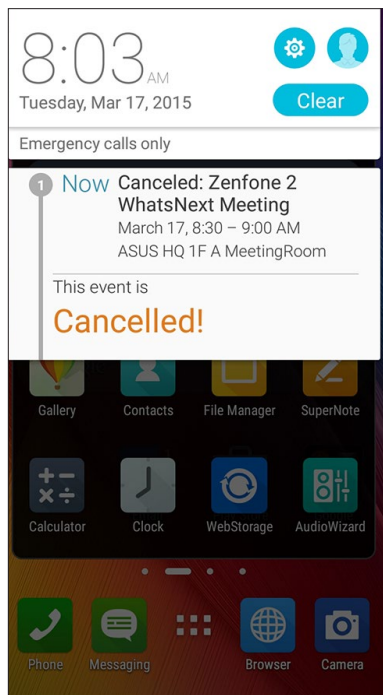 8:03 AM
Tuesday, Mar 17, 2015
Clear
Emergency calls only
1 Now Canceled: Zenfone 2
WhatsNext Meeting
March 17, 8:30 – 9:00 AM
ASUS HQ 1F A MeetingRoom
This event is
Cancelled!
Gallery Contacts File Manager SuperNote
Calculator Clock WebStorage AudioWizard
Phone Messaging Browser Camera